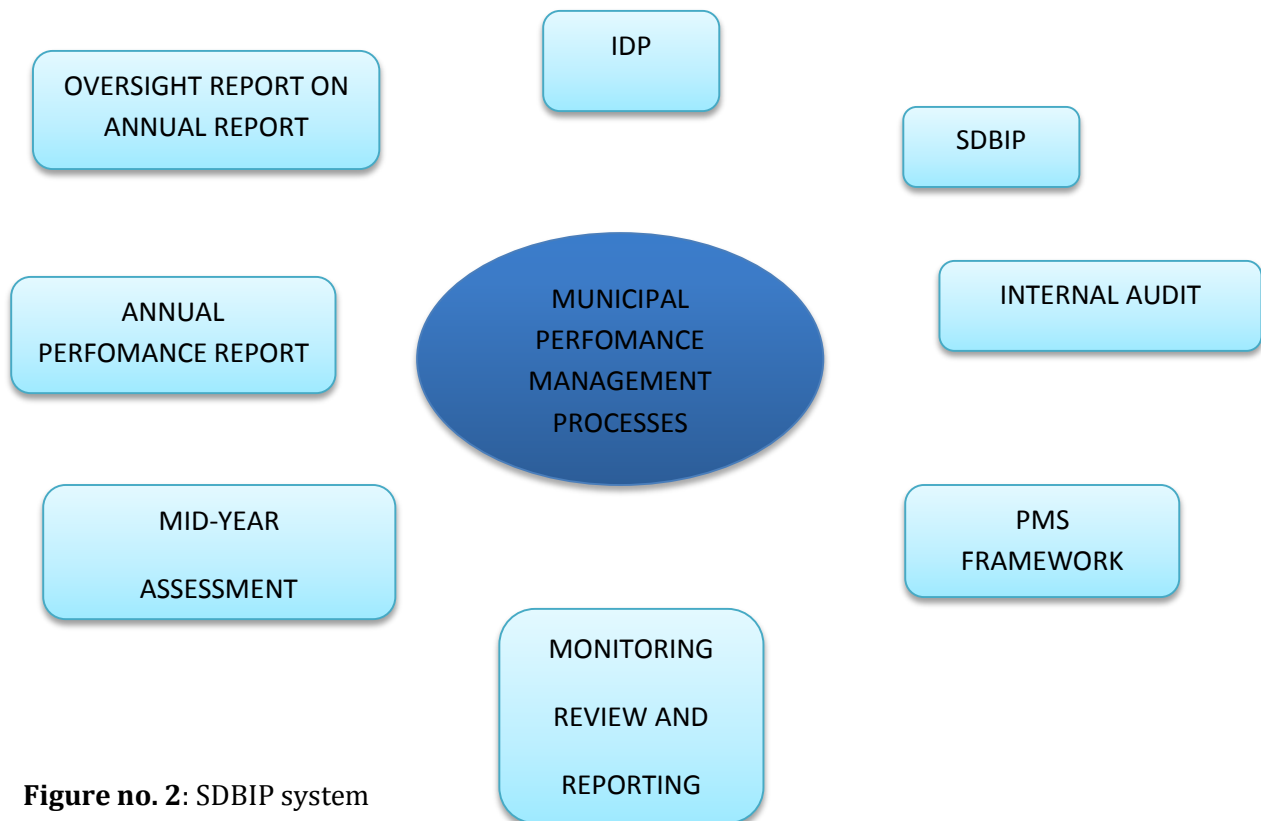 IDP
OVERSIGHT REPORT ON
ANNUAL REPORT
SDBIP
INTERNAL AUDIT
ANNUAL
PERFOMANCE REPORT
MUNICIPAL
PERFOMANCE
MANAGEMENT
PROCESSES
MID-YEAR
ASSESSMENT
PMS
FRAMEWORK
MONITORING
REVIEW AND
REPORTING
Figure no. 2: SDBIP system